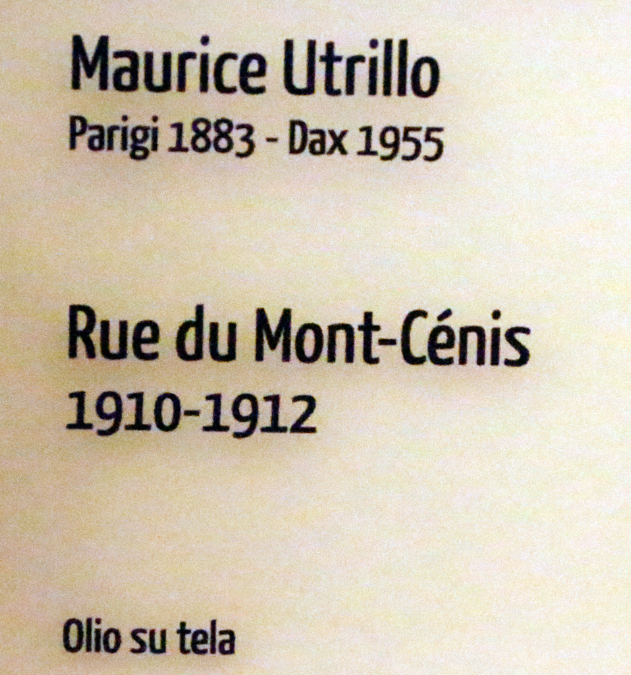 Maurice Utrillo
Parigi 1883 - Dax 1955
Rue du Mont-Cénis
1910-1912
Olio su tela